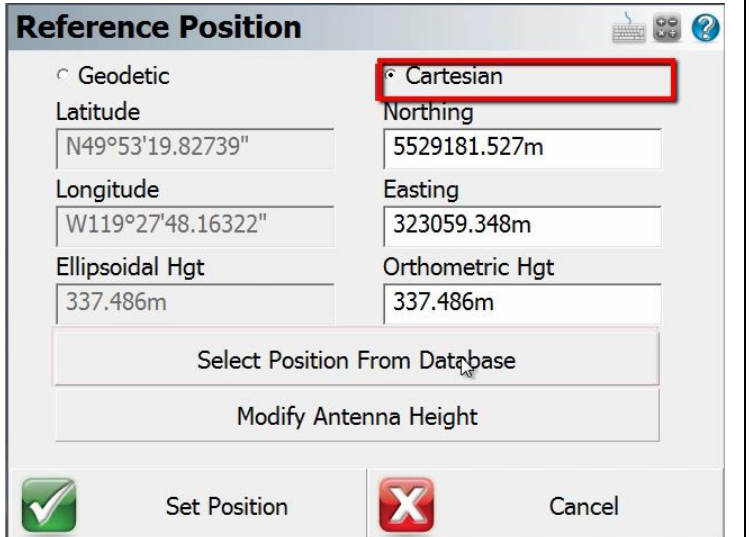 Reference Position
Geodetic
Cartesian
Latitude
Northing
N49°53'19.82739"
5529181.527m
Longitude
Easting
W119°27'48.16322"
323059.348m
Ellipsoidal Hgt
Orthometric Hgt
337.486m
337.486m
Select Position From Database
Modify Antenna Height
Set Position
Cancel